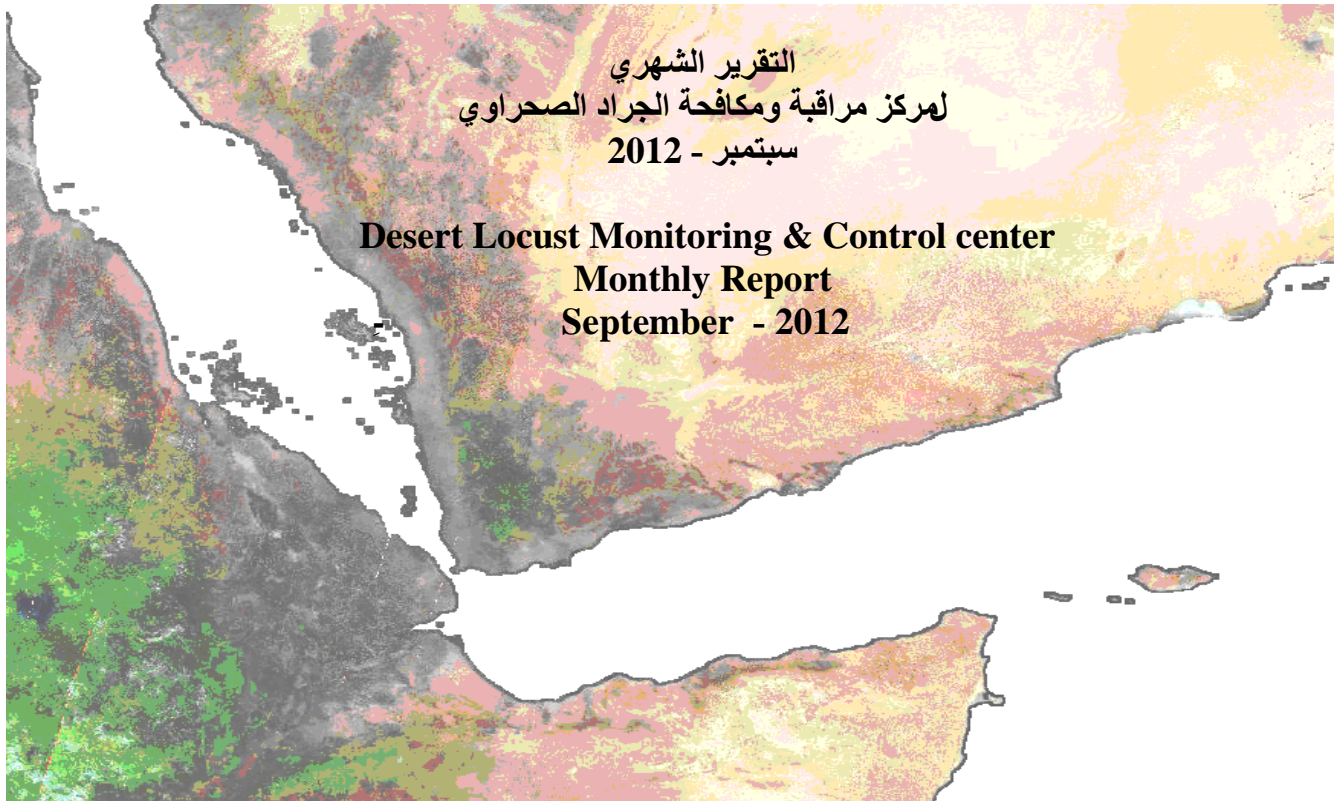 التقرير الشهري
لمركز مراقبة ومكافحة الجراد الصحراوي
سبتمبر - 2012
Desert Locust Monitoring & Control center
Monthly Report
September - 2012